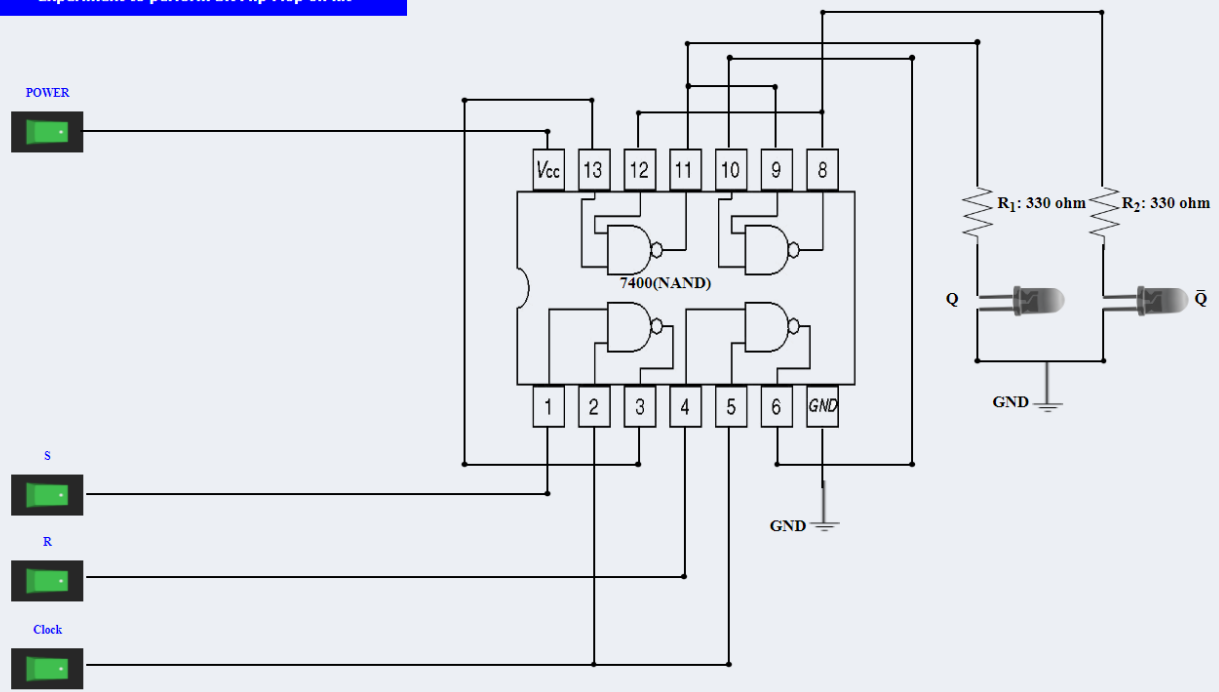 POWER
Vcc 13 12 11 10 9 8
R1: 330 ohm R2: 330 ohm
7400(NAND)
Q Q̅
1 2 3 4 5 6 GND
GND
S
GND
R
Clock